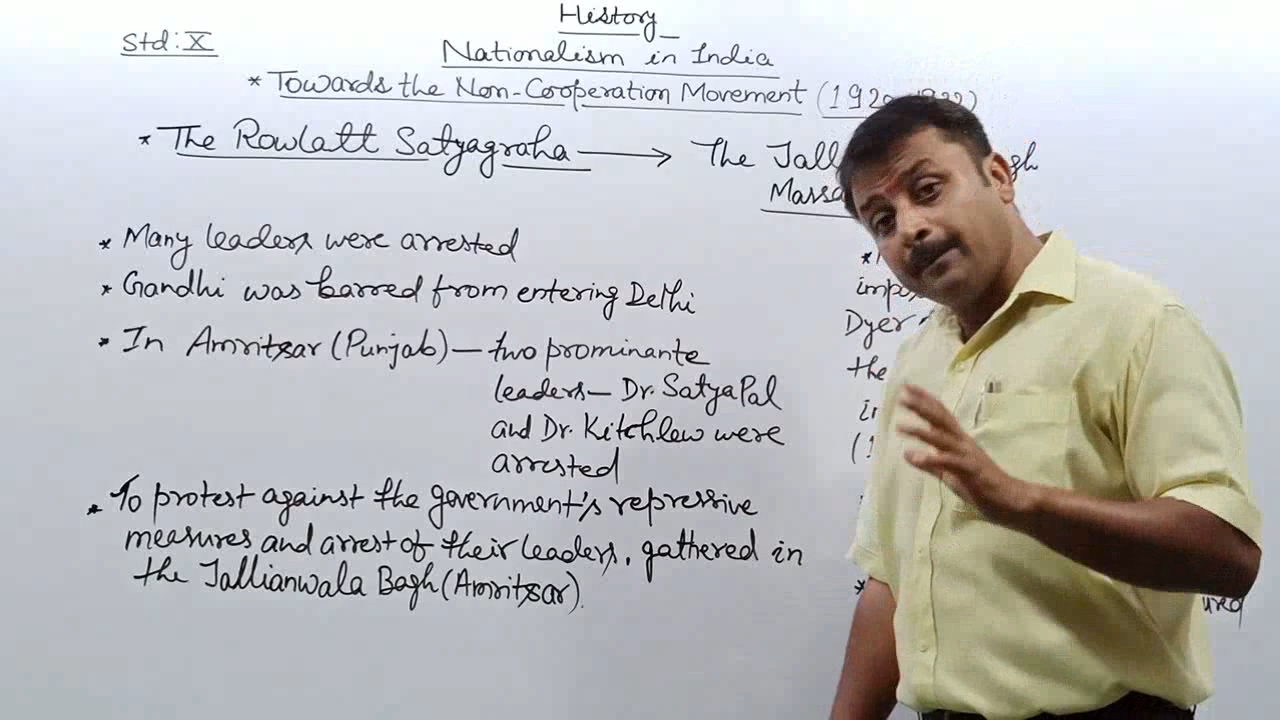 History
Std: X
Nationalism in India
* Towards the Non-Cooperation Movement
* The Rowlatt Satyagraha → The
* Many leaders were arrested
* Gandhi was barred from entering Delhi
* In Amritsar (Punjab) — two prominante
leaders — Dr. Satya Pal
and Dr. Kitchlew were
arrested
* To protest against the government's repressive
measures and arrest of their leaders, gathered in
the Jallianwala Bagh (Amritsar).
*
Dyer
the
*